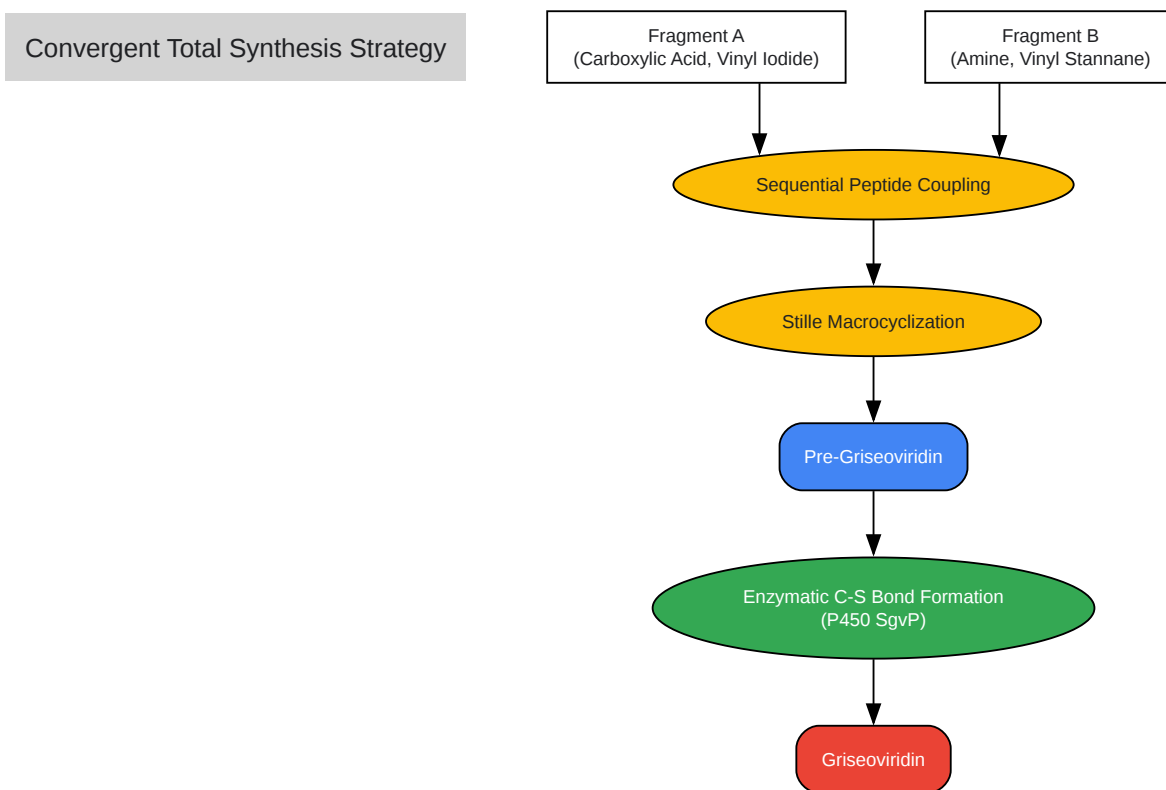 Convergent Total Synthesis Strategy
Fragment A
(Carboxylic Acid, Vinyl Iodide)
Fragment B
(Amine, Vinyl Stannane)
Sequential Peptide Coupling
Stille Macrocyclization
Pre-Griseoviridin
Enzymatic C-S Bond Formation
(P450 SgvP)
Griseoviridin